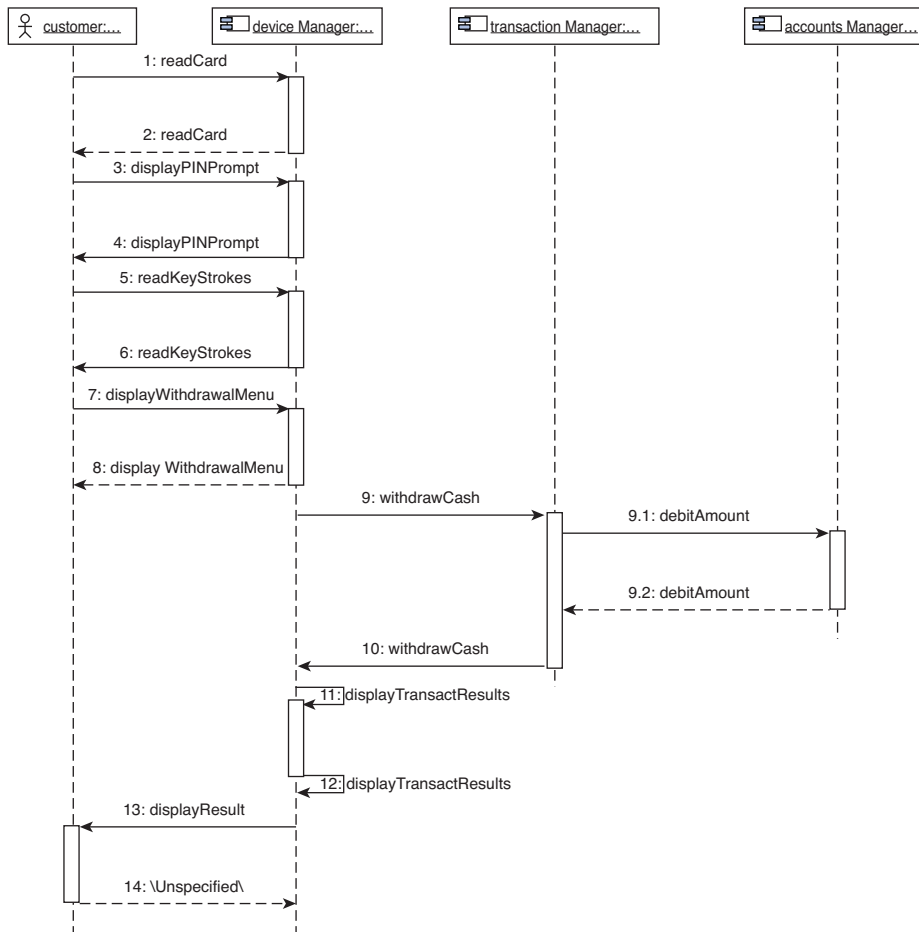 customer:...
device Manager:...
transaction Manager:...
accounts Manager...
1: readCard
2: readCard
3: displayPINPrompt
4: displayPINPrompt
5: readKeyStrokes
6: readKeyStrokes
7: displayWithdrawalMenu
8: display WithdrawalMenu
9: withdrawCash
9.1: debitAmount
9.2: debitAmount
10: withdrawCash
11: displayTransactResults
12: displayTransactResults
13: displayResult
14: \Unspecified\